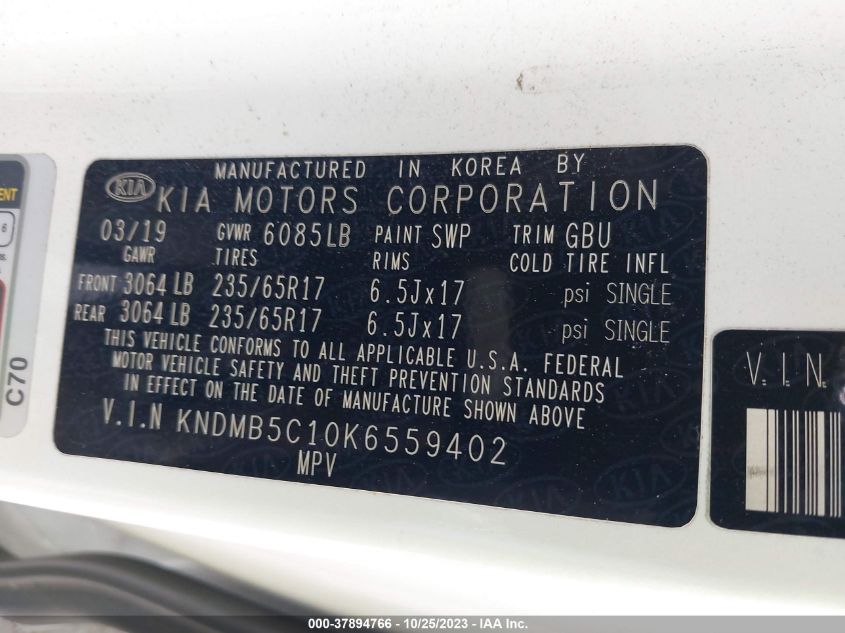 MANUFACTURED IN KOREA BY
KIA KIA MOTORS CORPORATION
03/19 GVWR 6085LB PAINT SWP TRIM GBU
GAWR TIRES RIMS COLD TIRE INFL
FRONT 3064 LB 235/65R17 6.5Jx17 psi SINGLE
REAR 3064 LB 235/65R17 6.5Jx17 psi SINGLE
THIS VEHICLE CONFORMS TO ALL APPLICABLE U.S.A. FEDERAL
MOTOR VEHICLE SAFETY AND THEFT PREVENTION STANDARDS
IN EFFECT ON THE DATE OF MANUFACTURE SHOWN ABOVE
V.I.N KNDMB5C10K6559402
MPV
C70
V.I.N.
6
000-37894766 - 10/25/2023 - IAA Inc.